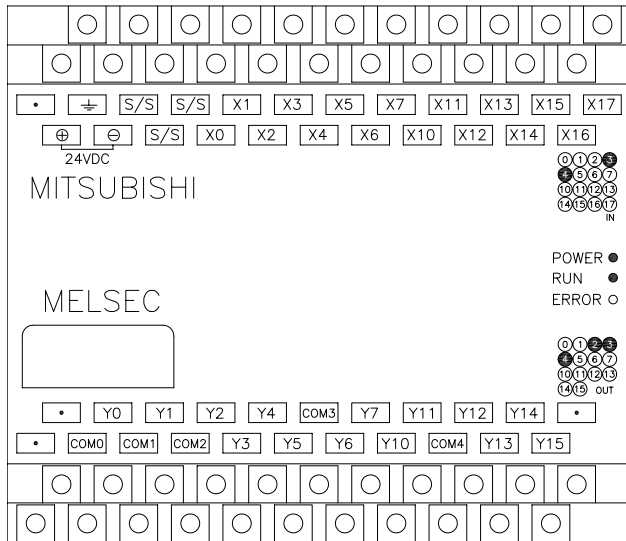 S/S S/S X1 X3 X5 X7 X11 X13 X15 X17
S/S X0 X2 X4 X6 X10 X12 X14 X16
24VDC
MITSUBISHI
0 1 2 3
4 5 6 7
10 11 12 13
14 15 16 17
IN
POWER
RUN
ERROR
MELSEC
0 1 2 3
4 5 6 7
10 11 12 13
14 15 OUT
Y0 Y1 Y2 Y4 COM3 Y7 Y11 Y12 Y14
COM0 COM1 COM2 Y3 Y5 Y6 Y10 COM4 Y13 Y15